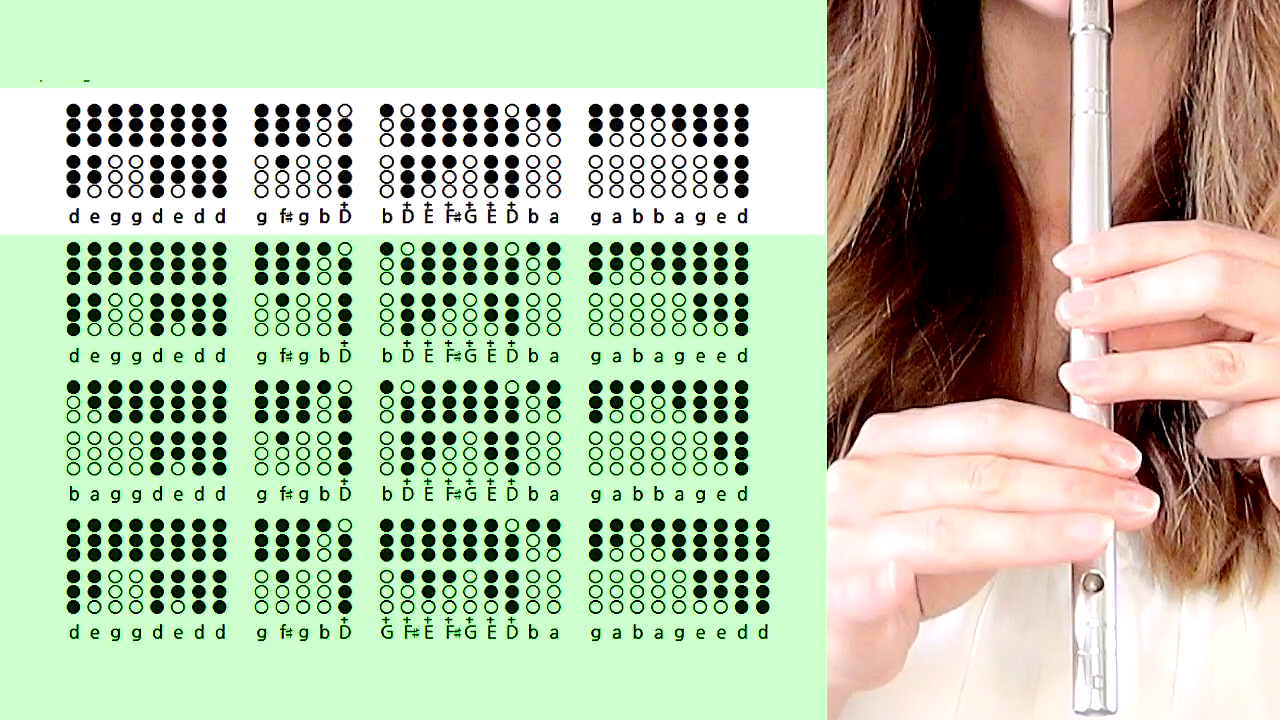 d e g g d e d d g f# g b D b D E F# G E D b a g a b b a g e d
d e g g d e d d g f# g b D b D E F# G E D b a g a b a g e e d
b a g g d e d d g f# g b D b D E F# G E D b a g a b b a g e d
d e g g d e d d g f# g b D G F# E F# G E D b a g a b a g e e d d